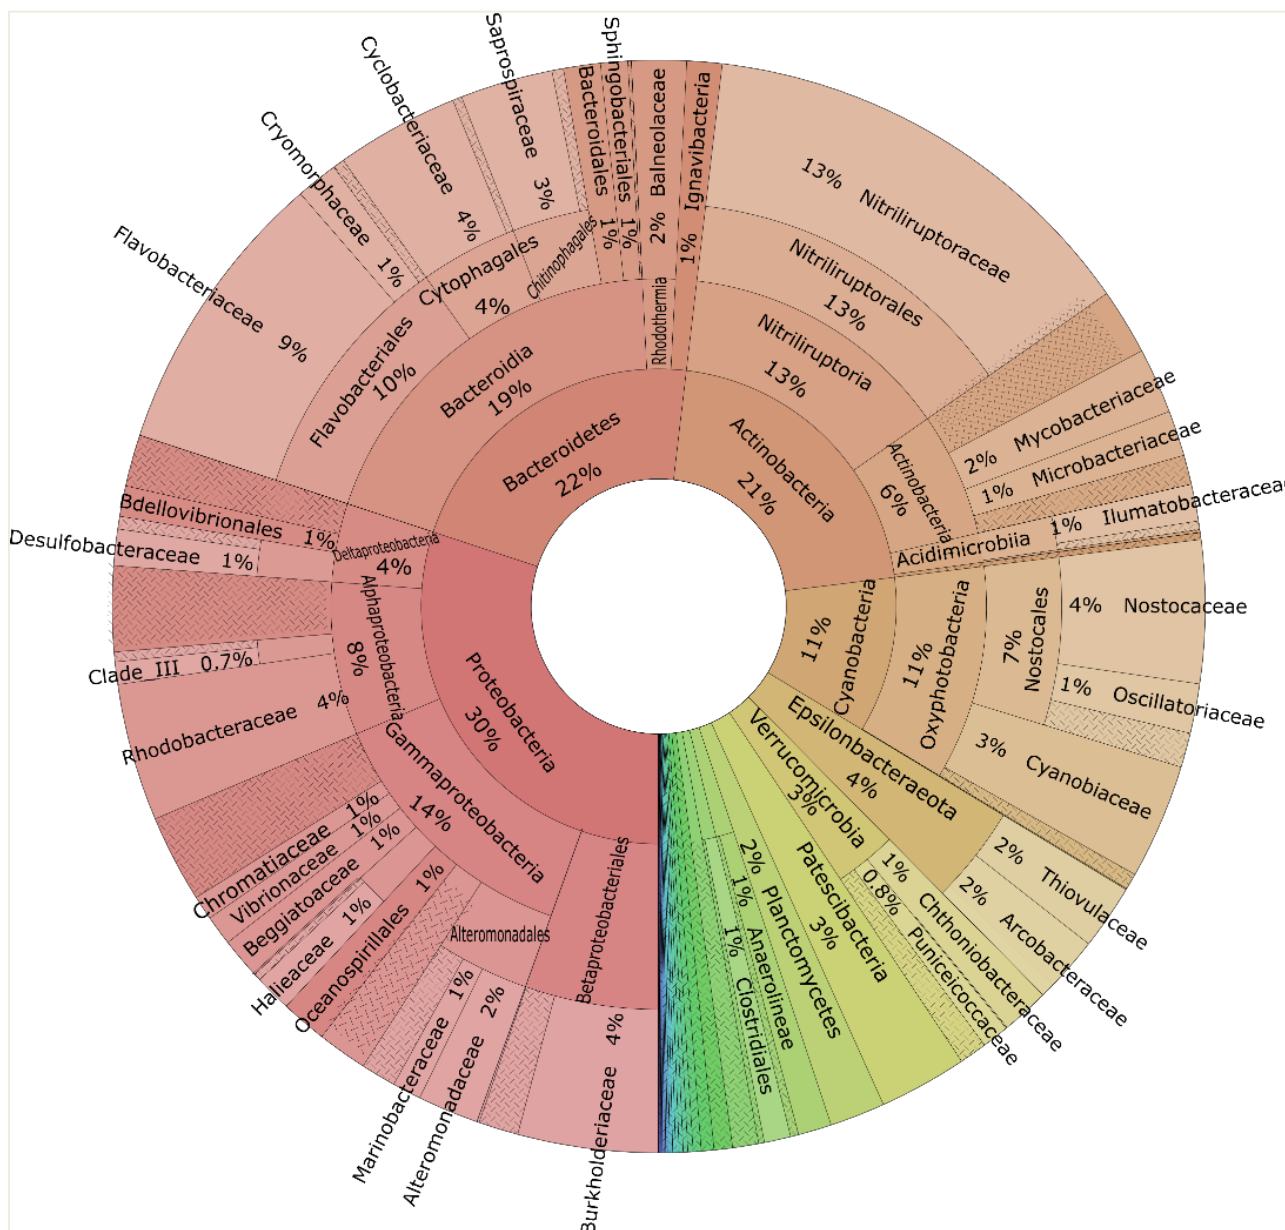 Proteobacteria
30%
Deltaproteobacteria
4%
Bdellovibrionales 1%
Desulfobacteraceae 1%
Alphaproteobacteria
8%
Clade_III 0.7%
Rhodobacteraceae 4%
Gammaproteobacteria
14%
Chromatiaceae 1%
Vibrionaceae 1%
Beggiatoaceae 1%
Halieaceae 1%
Oceanospirillales 1%
Alteromonadales
Marinobacteraceae 1%
Alteromonadaceae 2%
Betaproteobacteriales
Burkholderiaceae 4%
Bacteroidetes
22%
Bacteroidia
19%
Flavobacteriales
10%
Flavobacteriaceae 9%
Cryomorphaceae 1%
Cytophagales
4%
Cyclobacteriaceae 4%
Chitinophagales
Saprospiraceae 3%
Bacteroidales 1%
Sphingobacteriales 1%
Rhodothermia
2% Balneolaceae
1% Ignavibacteria
Actinobacteria
21%
Nitriliruptoria
13%
Nitriliruptorales
13%
13% Nitriliruptoraceae
Actinobacteria
6%
2% Mycobacteriaceae
1% Microbacteriaceae
Acidimicrobiia
1% Ilumatobacteraceae
Cyanobacteria
11%
Oxyphotobacteria
11%
Nostocales
7%
4% Nostocaceae
1% Oscillatoriaceae
3% Cyanobiaceae
Epsilonbacteraeota
4%
2% Thiovulaceae
2% Arcobacteraceae
Verrucomicrobia
3%
1% Chthoniobacteraceae
0.8% Puniceicoccaceae
Patescibacteria
3%
2% Planctomycetes
1% Anaerolineae
1% Clostridiales